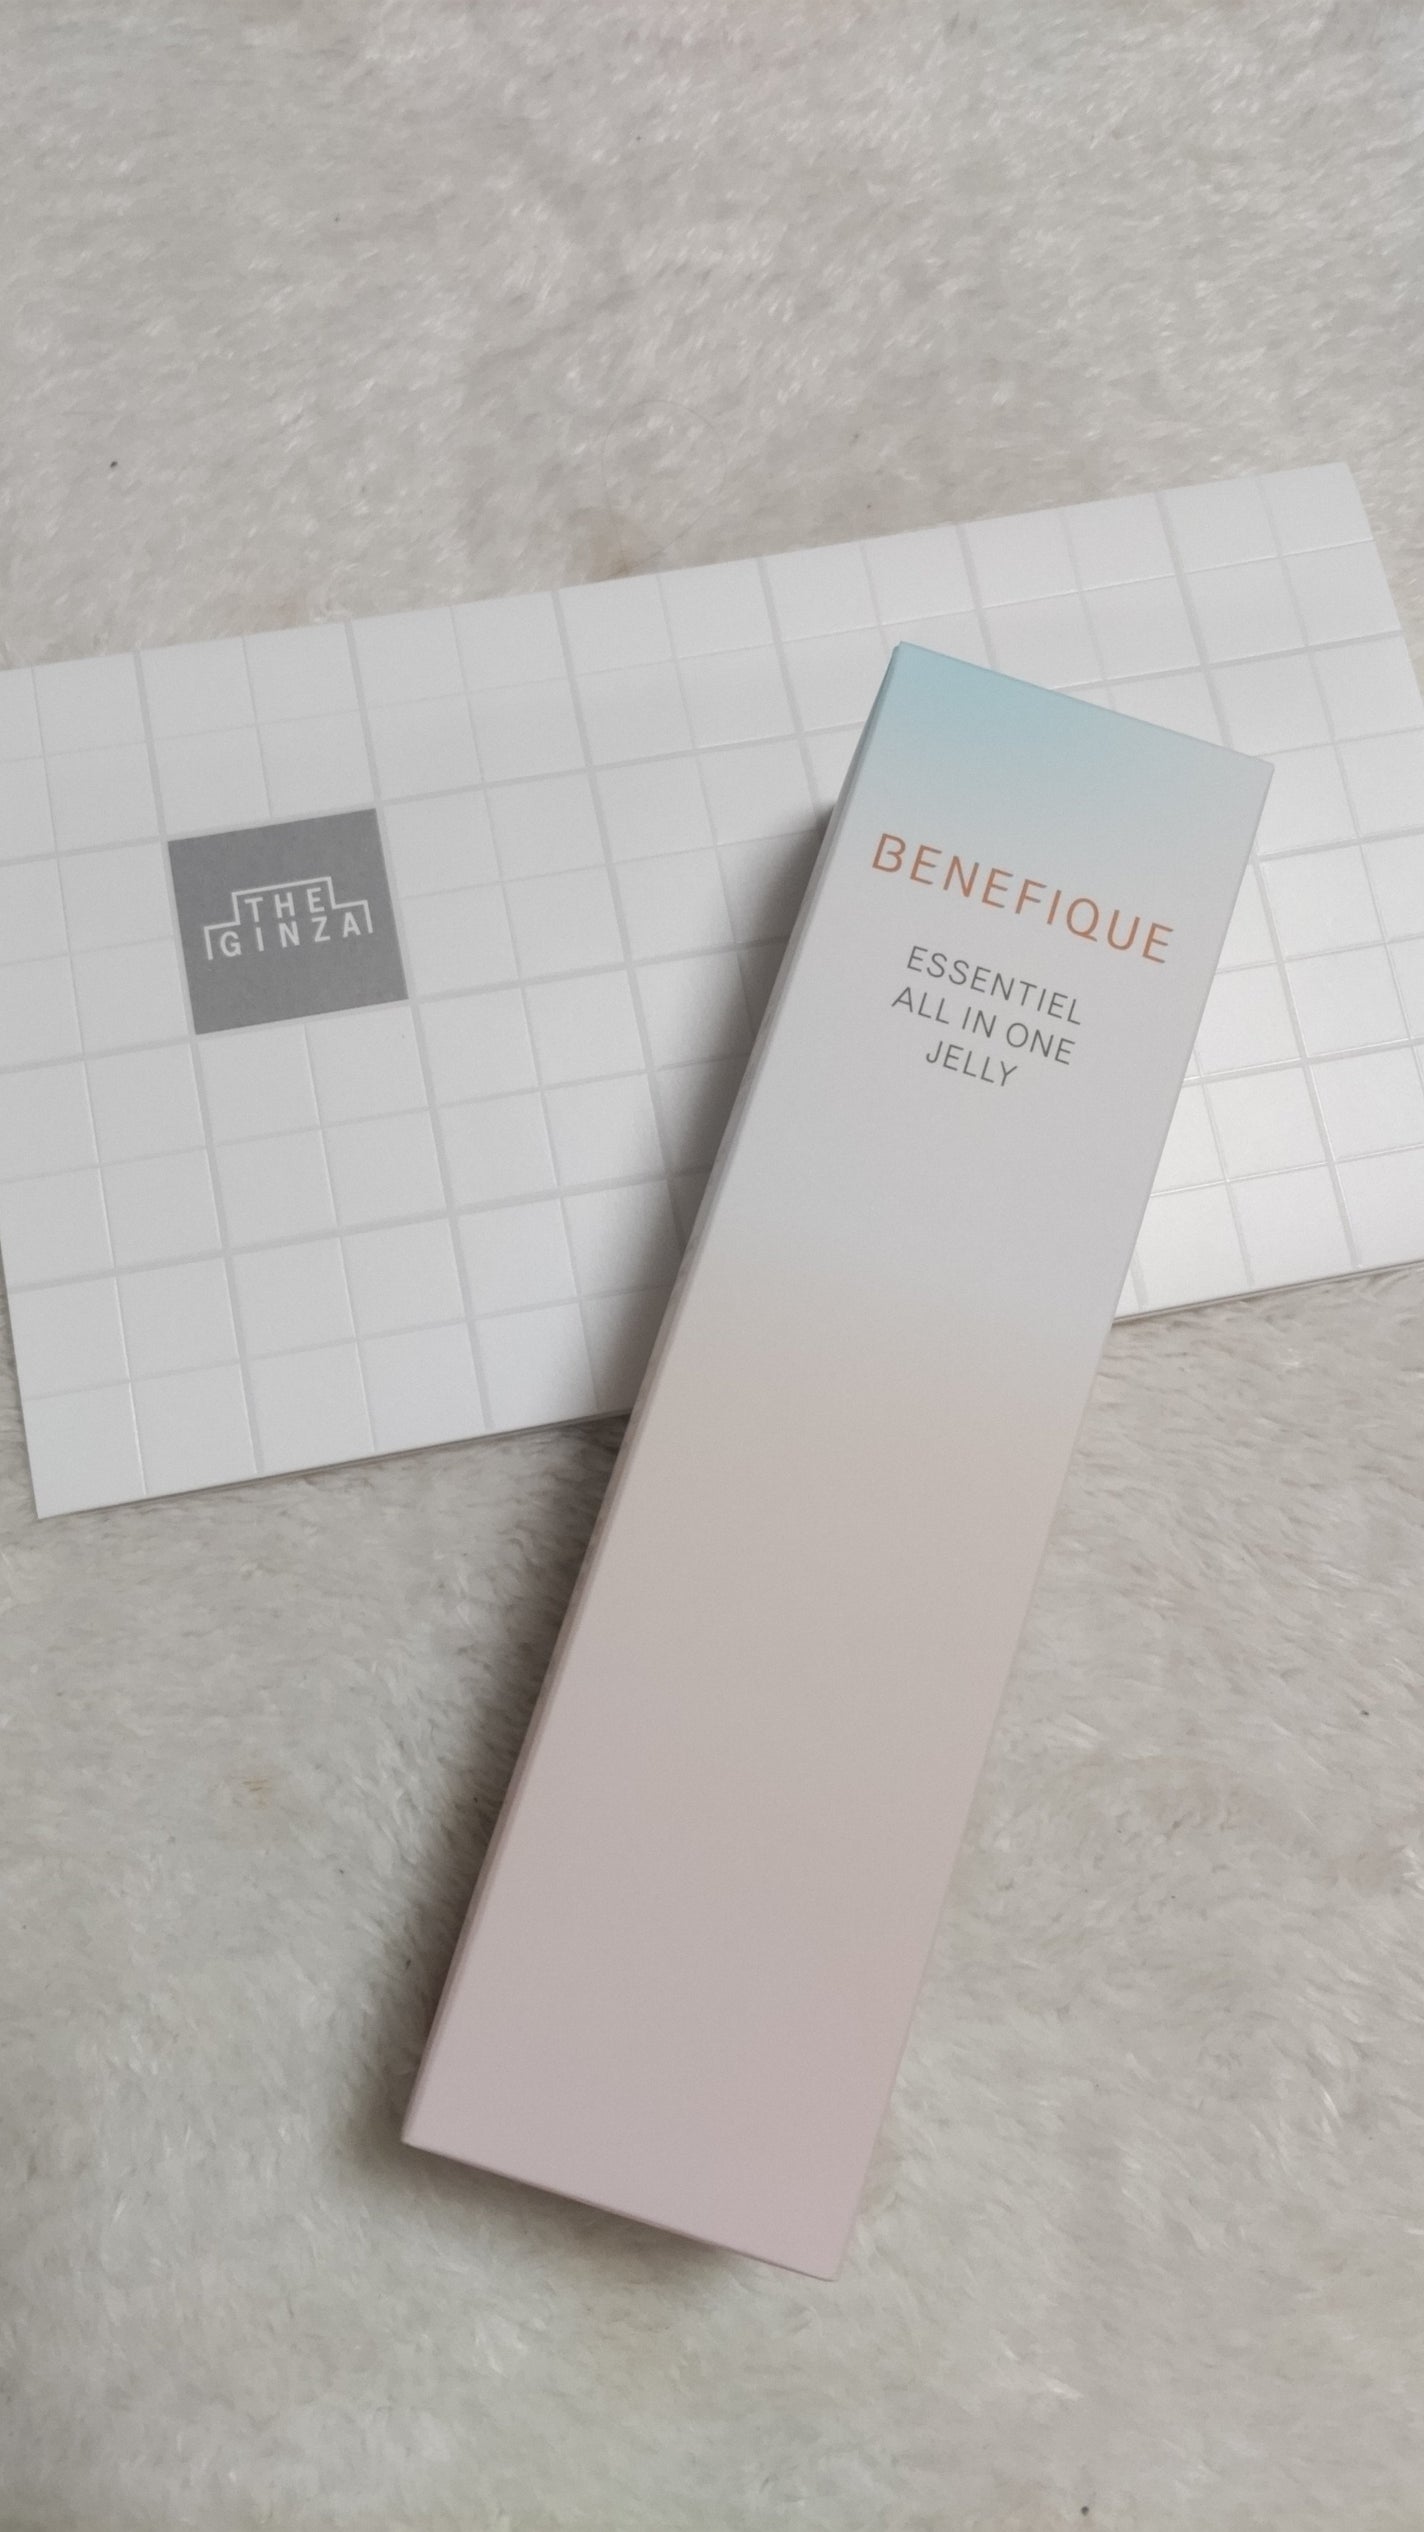 THE
GINZA
BENEFIQUE
ESSENTIEL
ALL IN ONE
JELLY